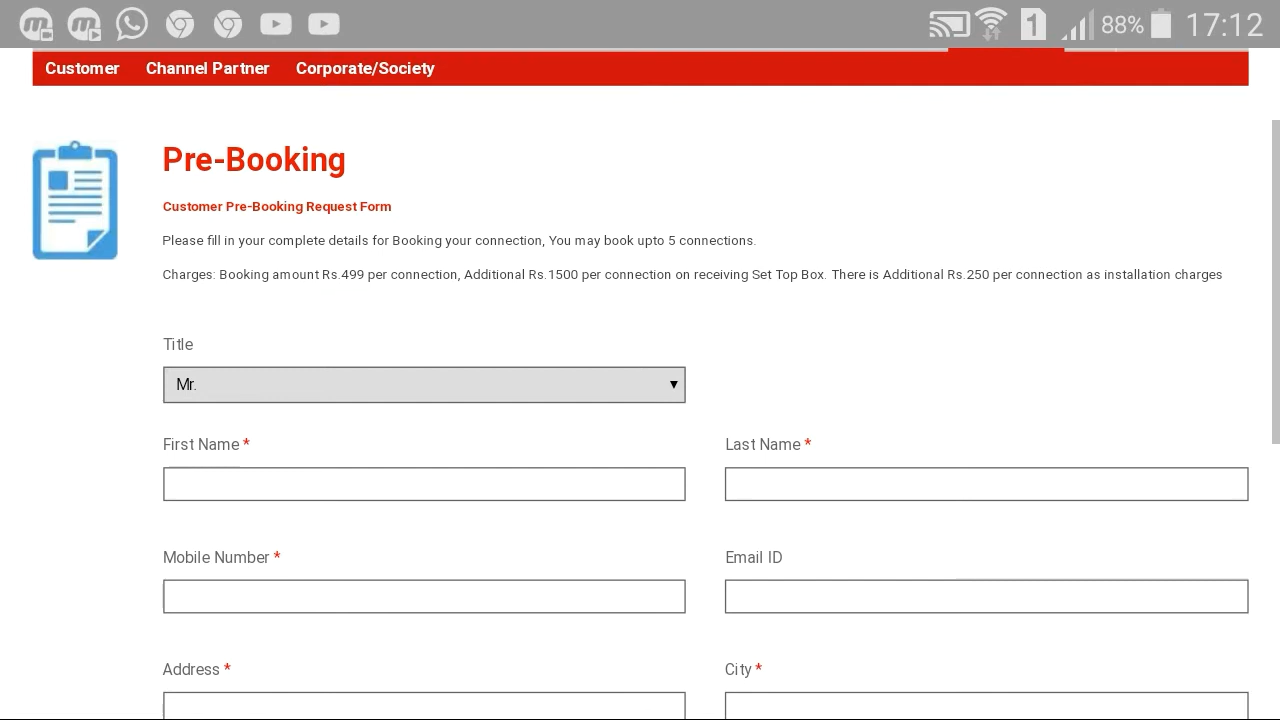 1 88% 17:12
Customer Channel Partner Corporate/Society
Pre-Booking
Customer Pre-Booking Request Form
Please fill in your complete details for Booking your connection, You may book upto 5 connections.
Charges: Booking amount Rs.499 per connection, Additional Rs.1500 per connection on receiving Set Top Box. There is Additional Rs.250 per connection as installation charges
Title
Mr.
First Name * Last Name *
Mobile Number * Email ID
Address * City *